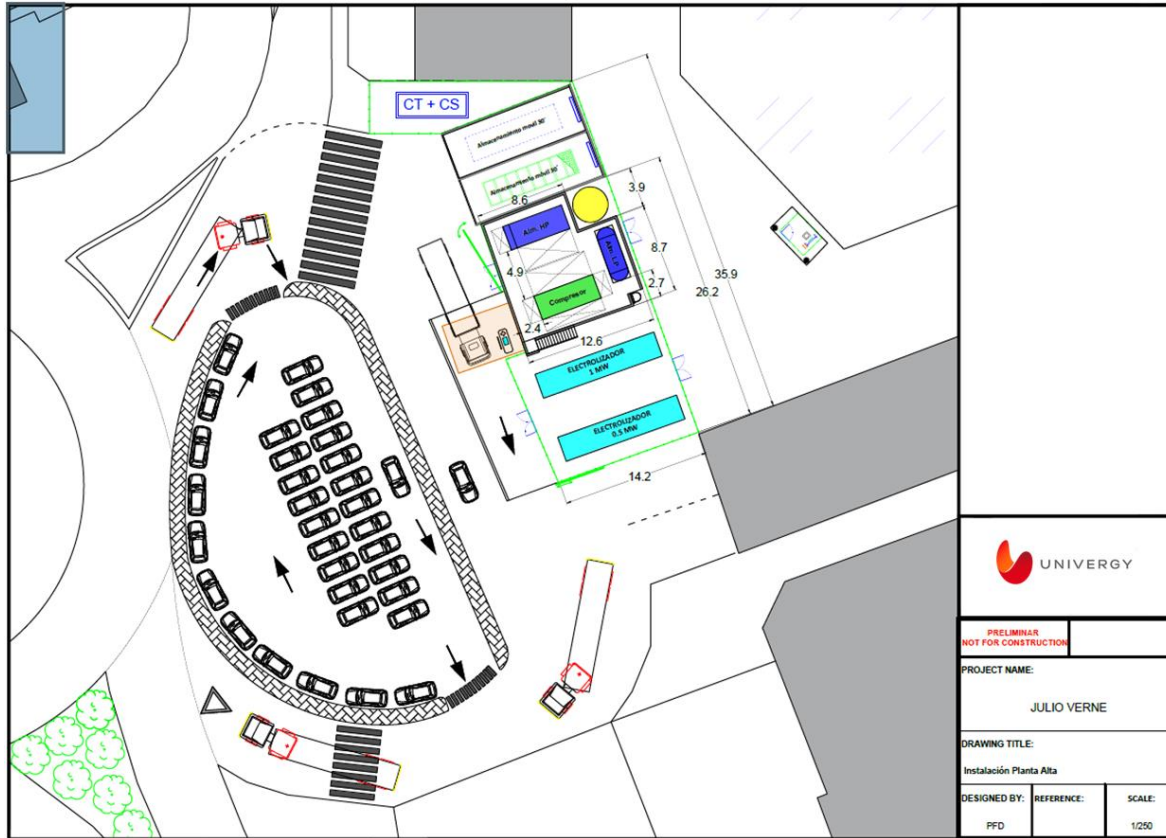 CT + CS
Almacenamiento móvil 30´
Almacenamiento móvil 30´
8.6
3.9
Alm. HP
Alm. LP
8.7
35.9
4.9
2.7
26.2
Compresor
2.4
12.6
ELECTROLIZADOR
1 MW
ELECTROLIZADOR
0.5 MW
14.2
UNIVERGY
PRELIMINAR
NOT FOR CONSTRUCTION
PROJECT NAME:
JULIO VERNE
DRAWING TITLE:
Instalación Planta Alta
DESIGNED BY: REFERENCE: SCALE:
PFD 1/250